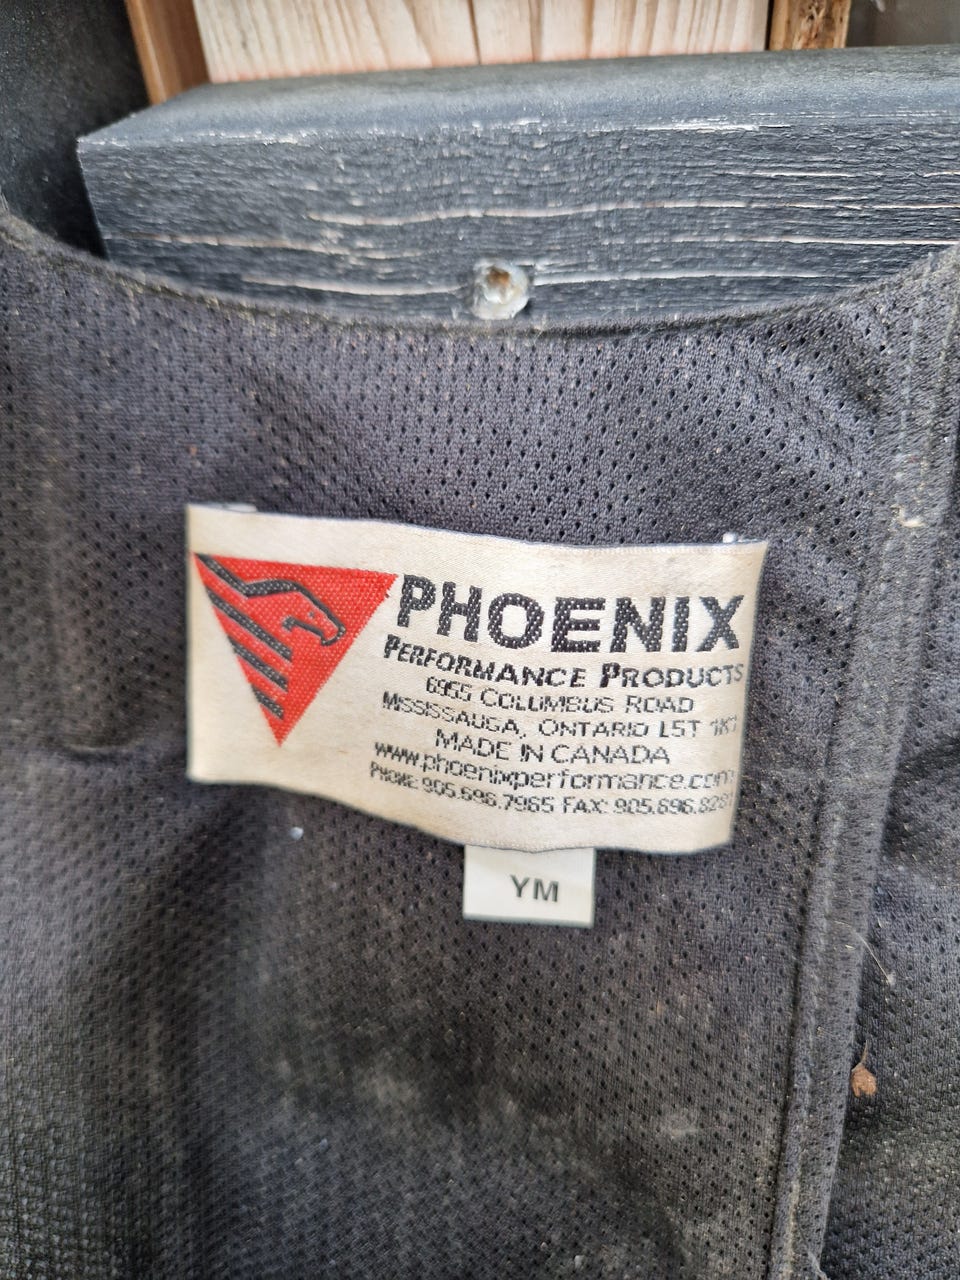 PHOENIX
PERFORMANCE PRODUCTS
6965 COLUMBUS ROAD
MISSISSAUGA, ONTARIO L5T 1K1
MADE IN CANADA
www.phoenixperformance.com
PHONE: 905.696.7965 FAX: 905.696.8281
YM